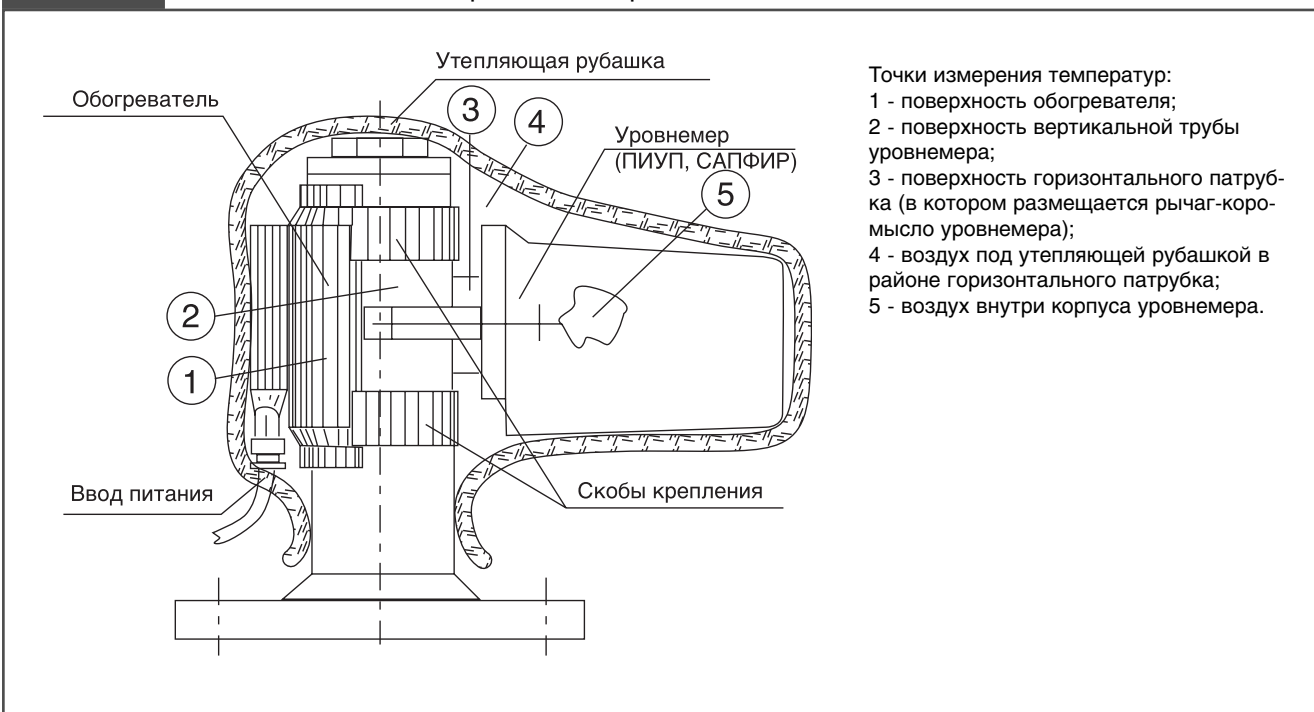 Утепляющая рубашка
Обогреватель
3
4
Уровнемер
(ПИУП, САПФИР)
5
2
1
Ввод питания
Скобы крепления
Точки измерения температур:
1 - поверхность обогревателя;
2 - поверхность вертикальной трубы
уровнемера;
3 - поверхность горизонтального патруб-
ка (в котором размещается рычаг-коро-
мысло уровнемера);
4 - воздух под утепляющей рубашкой в
районе горизонтального патрубка;
5 - воздух внутри корпуса уровнемера.